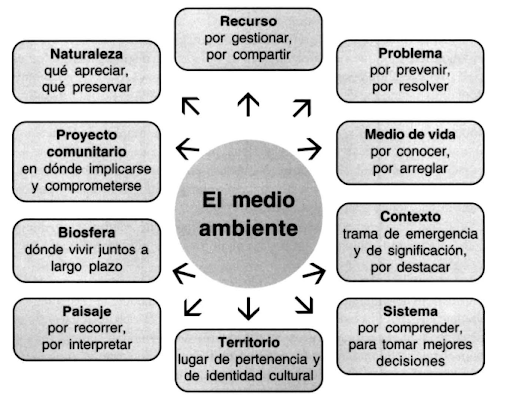 Recurso
por gestionar,
por compartir
Naturaleza
qué apreciar,
qué preservar
Problema
por prevenir,
por resolver
Proyecto
comunitario
en dónde implicarse
y comprometerse
Medio de vida
por conocer,
por arreglar
El medio
ambiente
Biosfera
dónde vivir juntos a
largo plazo
Contexto
trama de emergencia
y de significación,
por destacar
Paisaje
por recorrer,
por interpretar
Territorio
lugar de pertenencia y
de identidad cultural
Sistema
por comprender,
para tomar mejores
decisiones